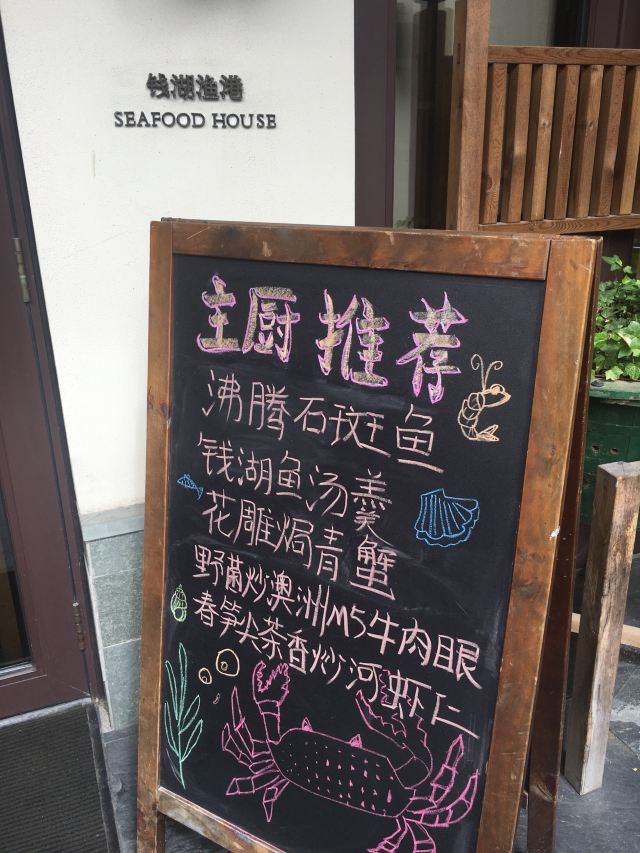 钱湖渔港
SEAFOOD HOUSE
主厨推荐
沸腾石斑鱼
钱湖鱼汤羹
花雕焗青蟹
野菌炒澳洲M5牛肉眼
春笋尖茶香炒河虾仁